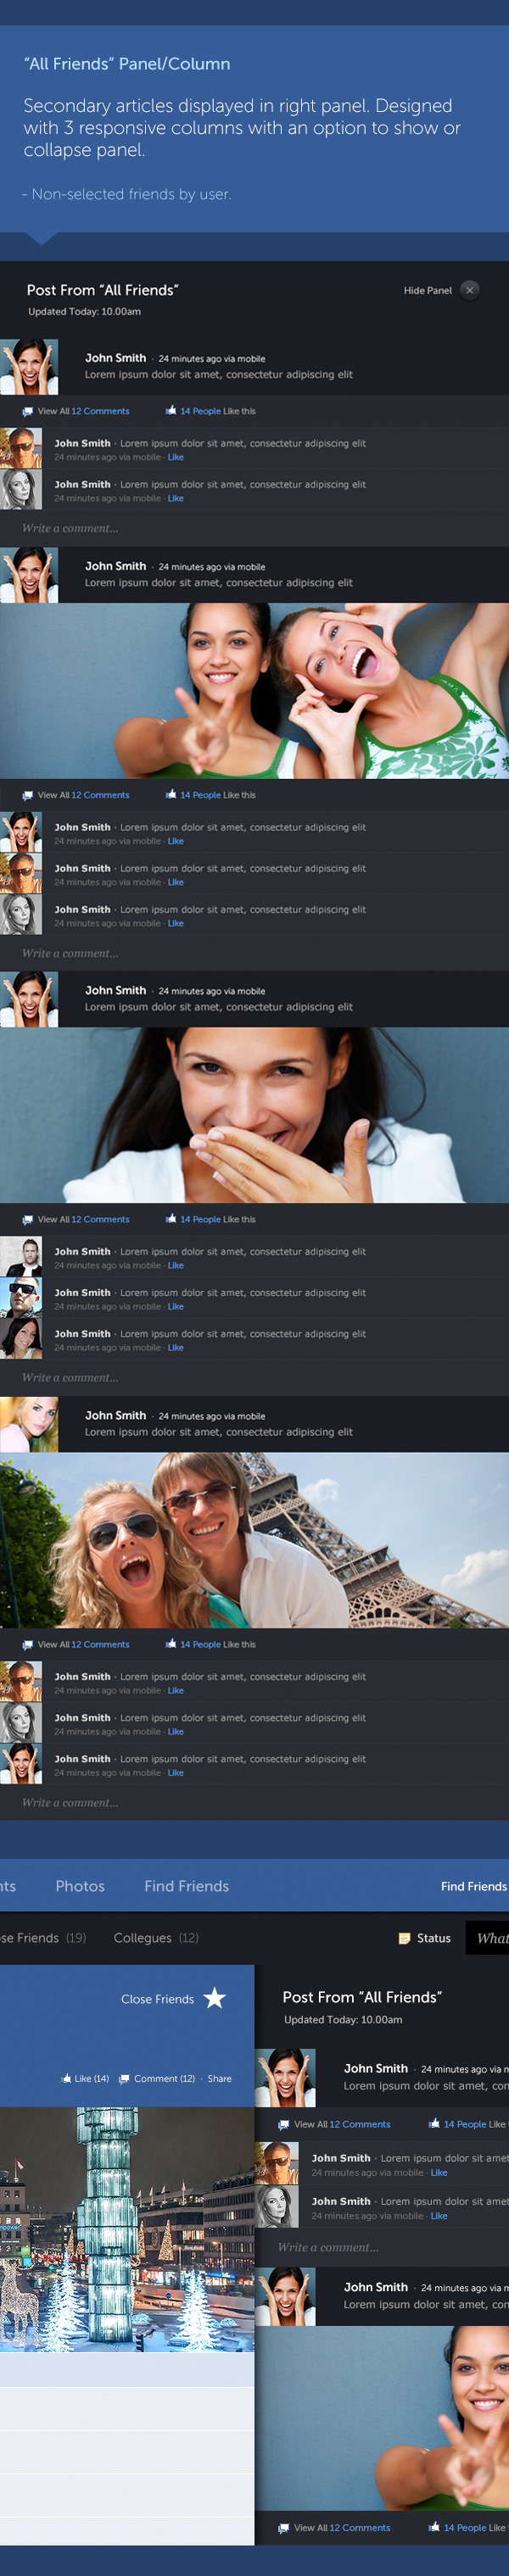 “All Friends” Panel/Column
Secondary articles displayed in right panel. Designed
with 3 responsive columns with an option to show or
collapse panel.
- Non-selected friends by user.
Post From “All Friends”
Hide Panel
Updated Today: 10.00am
John Smith · 24 minutes ago via mobile
Lorem ipsum dolor sit amet, consectetur adipiscing elit
View All 12 Comments
14 People Like this
John Smith · Lorem ipsum dolor sit amet, consectetur adipiscing elit
24 minutes ago via mobile · Like
John Smith · Lorem ipsum dolor sit amet, consectetur adipiscing elit
24 minutes ago via mobile · Like
Write a comment...
John Smith · 24 minutes ago via mobile
Lorem ipsum dolor sit amet, consectetur adipiscing elit
View All 12 Comments
14 People Like this
John Smith · Lorem ipsum dolor sit amet, consectetur adipiscing elit
24 minutes ago via mobile · Like
John Smith · Lorem ipsum dolor sit amet, consectetur adipiscing elit
24 minutes ago via mobile · Like
John Smith · Lorem ipsum dolor sit amet, consectetur adipiscing elit
24 minutes ago via mobile · Like
Write a comment...
John Smith · 24 minutes ago via mobile
Lorem ipsum dolor sit amet, consectetur adipiscing elit
View All 12 Comments
14 People Like this
John Smith · Lorem ipsum dolor sit amet, consectetur adipiscing elit
24 minutes ago via mobile · Like
John Smith · Lorem ipsum dolor sit amet, consectetur adipiscing elit
24 minutes ago via mobile · Like
John Smith · Lorem ipsum dolor sit amet, consectetur adipiscing elit
24 minutes ago via mobile · Like
Write a comment...
John Smith · 24 minutes ago via mobile
Lorem ipsum dolor sit amet, consectetur adipiscing elit
View All 12 Comments
14 People Like this
John Smith · Lorem ipsum dolor sit amet, consectetur adipiscing elit
24 minutes ago via mobile · Like
John Smith · Lorem ipsum dolor sit amet, consectetur adipiscing elit
24 minutes ago via mobile · Like
John Smith · Lorem ipsum dolor sit amet, consectetur adipiscing elit
24 minutes ago via mobile · Like
Write a comment...
nts Photos Find Friends
Find Friends
se Friends (19) Collegues (12)
Status
What
Close Friends
Like (14) Comment (12) · Share
Post From “All Friends”
Updated Today: 10.00am
John Smith · 24 minutes ago via m
Lorem ipsum dolor sit amet, con
View All 12 Comments
14 People Like
John Smith · Lorem ipsum dolor sit amet
24 minutes ago via mobile · Like
John Smith · Lorem ipsum dolor sit amet
24 minutes ago via mobile · Like
Write a comment...
John Smith · 24 minutes ago via m
Lorem ipsum dolor sit amet, con
View All 12 Comments
14 People Like